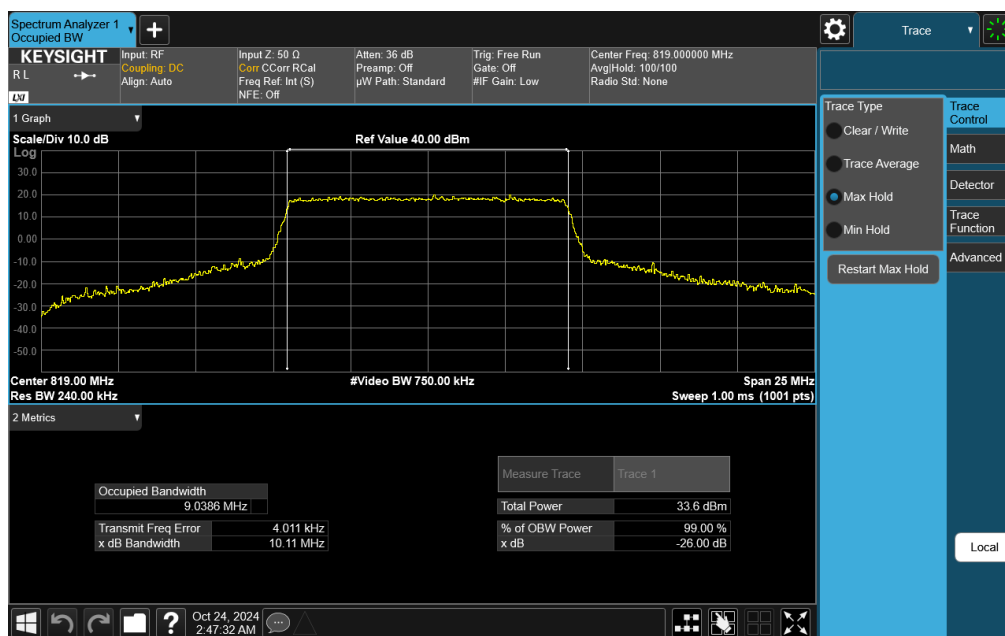 Spectrum Analyzer 1
Occupied BW
Trace
KEYSIGHT
R L
LXI
Input: RF
Coupling: DC
Align: Auto
Input Z: 50 Ω
Corr CCorr RCal
Freq Ref: Int (S)
NFE: Off
Atten: 36 dB
Preamp: Off
µW Path: Standard
Trig: Free Run
Gate: Off
#IF Gain: Low
Center Freq: 819.000000 MHz
Avg|Hold: 100/100
Radio Std: None
1 Graph
Scale/Div 10.0 dB
Ref Value 40.00 dBm
Log
30.0
20.0
10.0
0.00
-10.0
-20.0
-30.0
-40.0
-50.0
Center 819.00 MHz
#Video BW 750.00 kHz
Span 25 MHz
Res BW 240.00 kHz
Sweep 1.00 ms (1001 pts)
2 Metrics
Measure Trace
Trace 1
Occupied Bandwidth
9.0386 MHz
Total Power
33.6 dBm
Transmit Freq Error
4.011 kHz
% of OBW Power
99.00 %
x dB Bandwidth
10.11 MHz
x dB
-26.00 dB
Trace Type
Clear / Write
Trace Average
Max Hold
Min Hold
Restart Max Hold
Trace
Control
Math
Detector
Trace
Function
Advanced
Local
?
Oct 24, 2024
2:47:32 AM